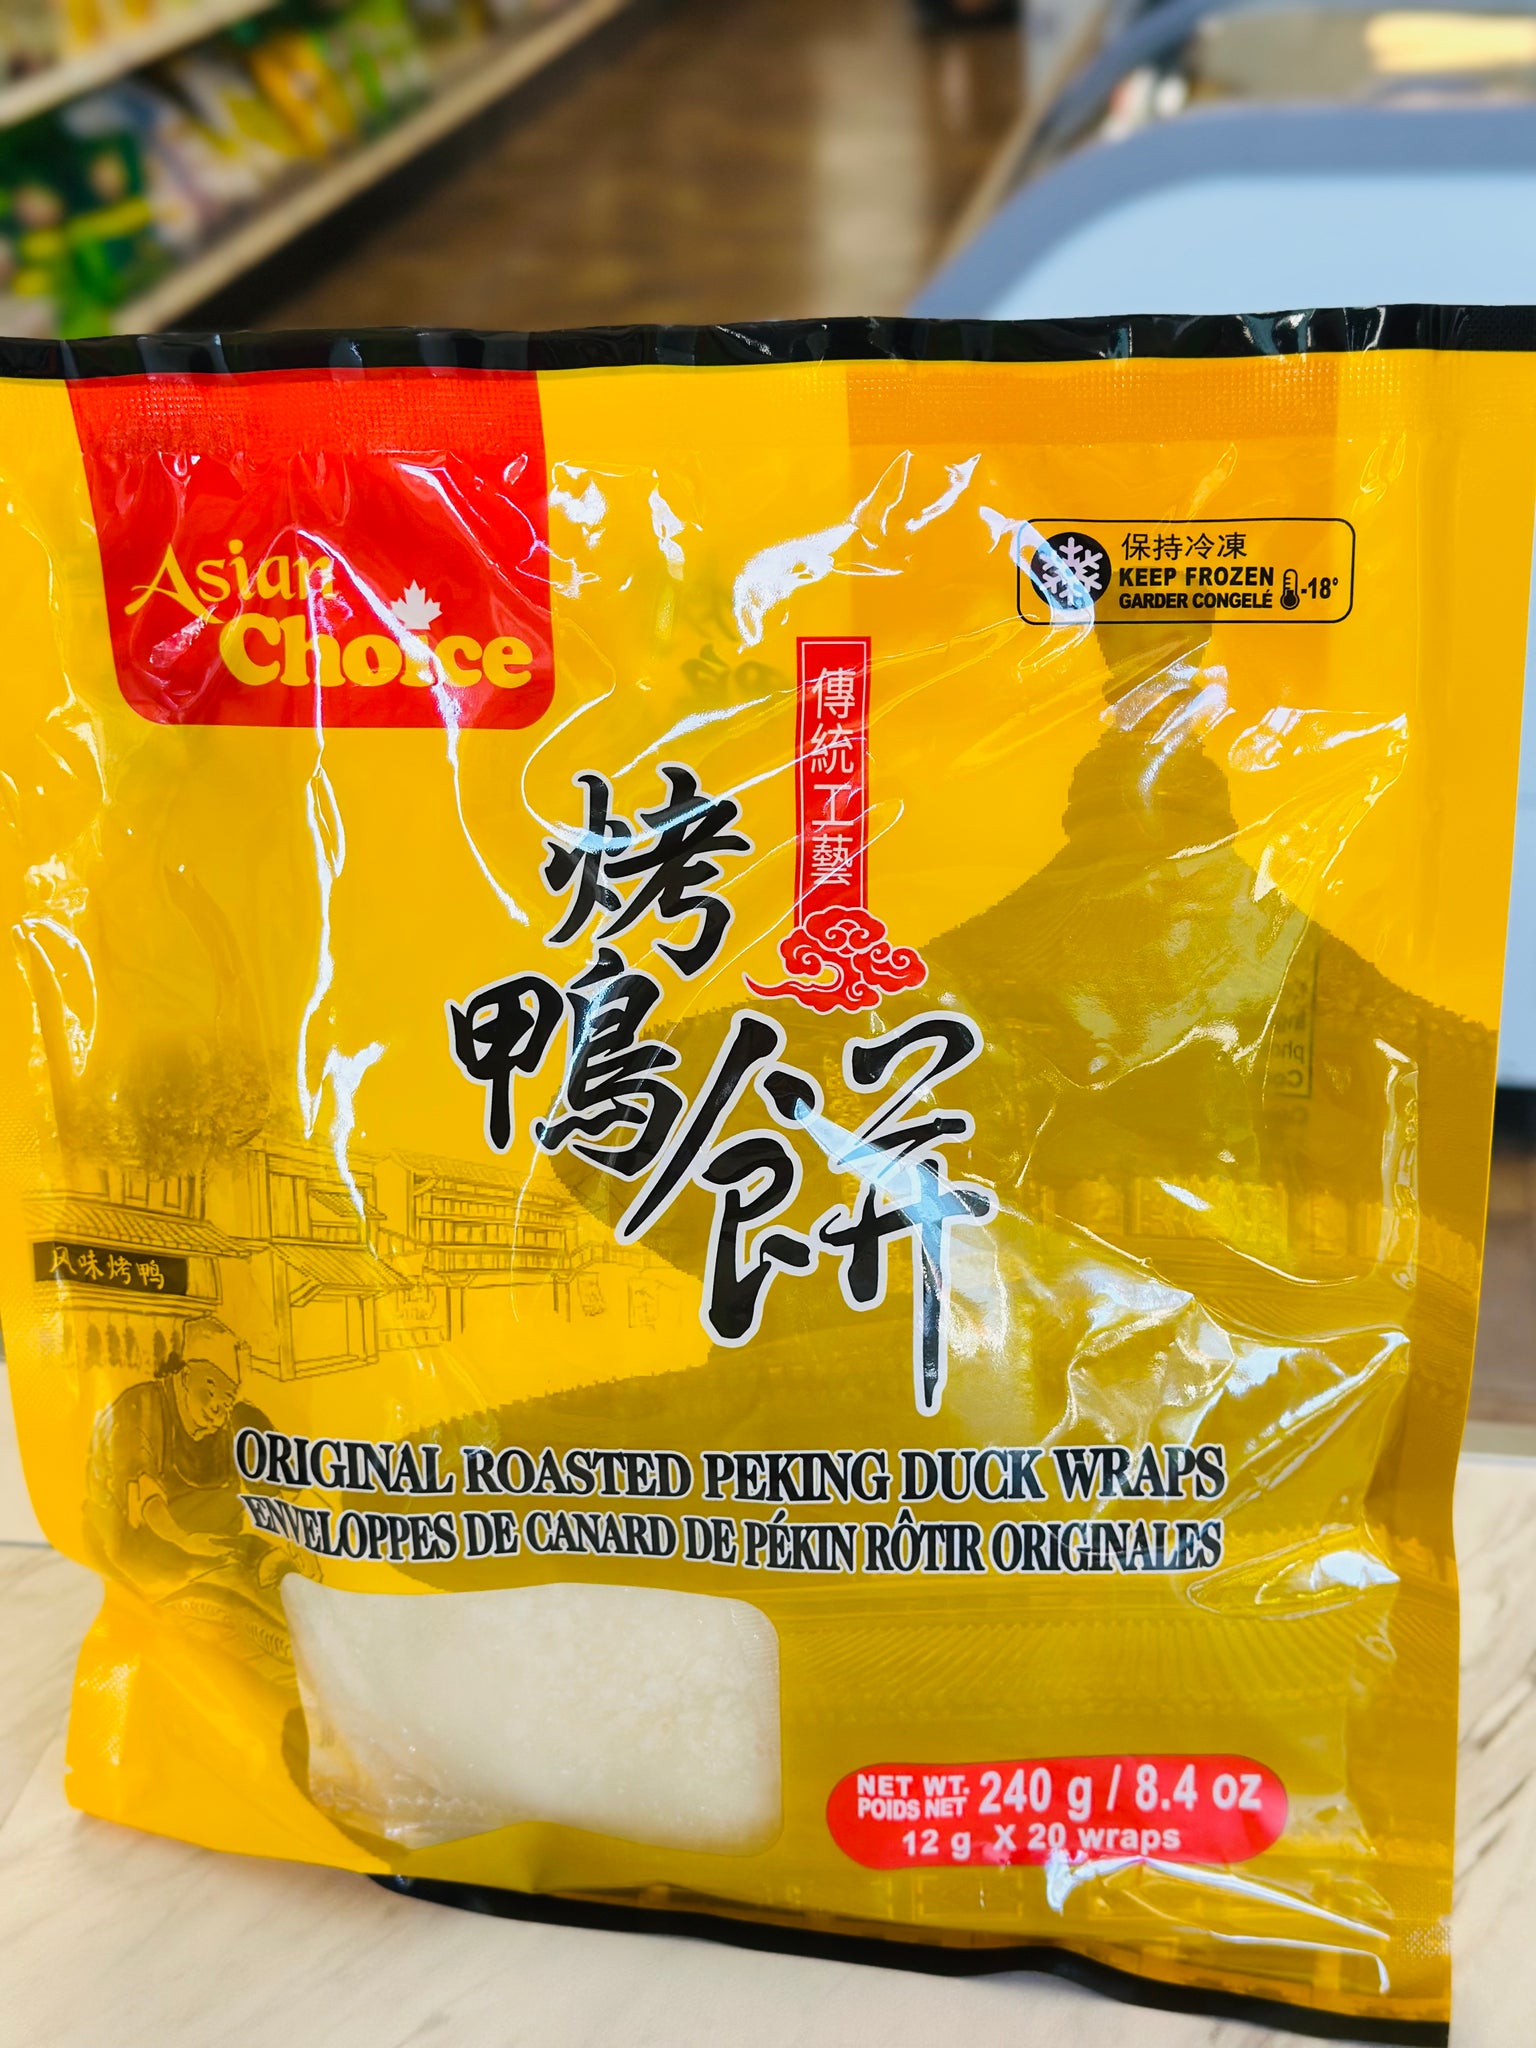 Asian
Choice
保持冷凍
KEEP FROZEN
GARDER CONGELÉ
-18°
傳統工藝
烤鴨餅
风味烤鸭
ORIGINAL ROASTED PEKING DUCK WRAPS
ENVELOPPES DE CANARD DE PÉKIN RÔTIR ORIGINALES
NET WT.
POIDS NET
240 g / 8.4 oz
12 g X 20 wraps